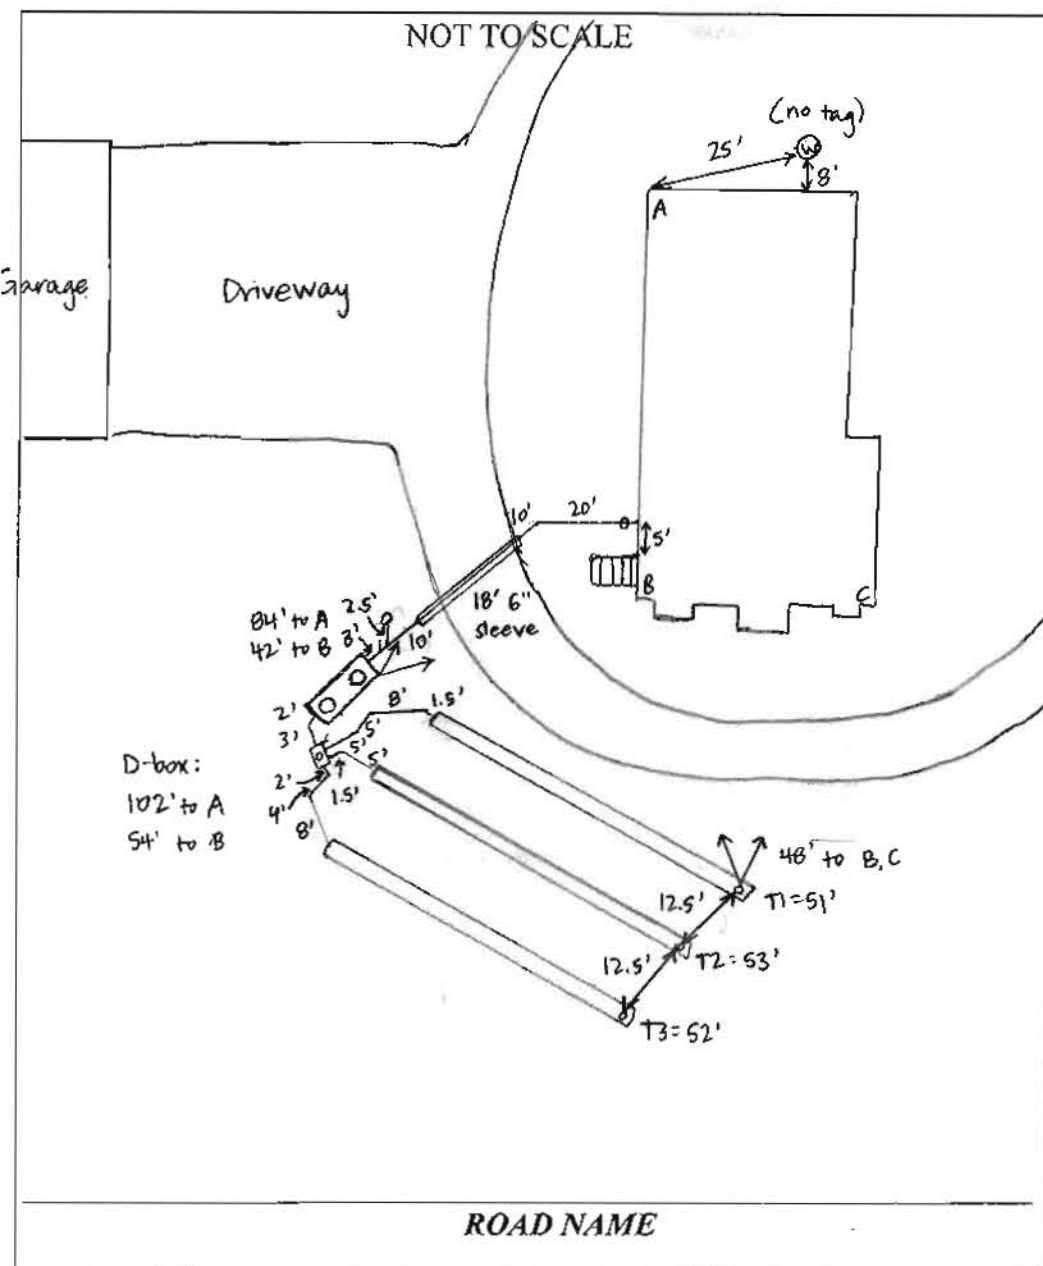 NOT TO SCALE
(no tag)
25'
W
8'
A
Garage
Driveway
10'
20'
5'
B
C
18' 6"
sleeve
84' to A
42' to B
2.5'
3'
10'
2'
3'
8'
1.5'
5'
5'
5'
D-box:
102' to A
54' to B
2'
4'
1.5'
8'
48' to B,C
12.5'
T1=51'
12.5'
T2=53'
T3=52'
ROAD NAME